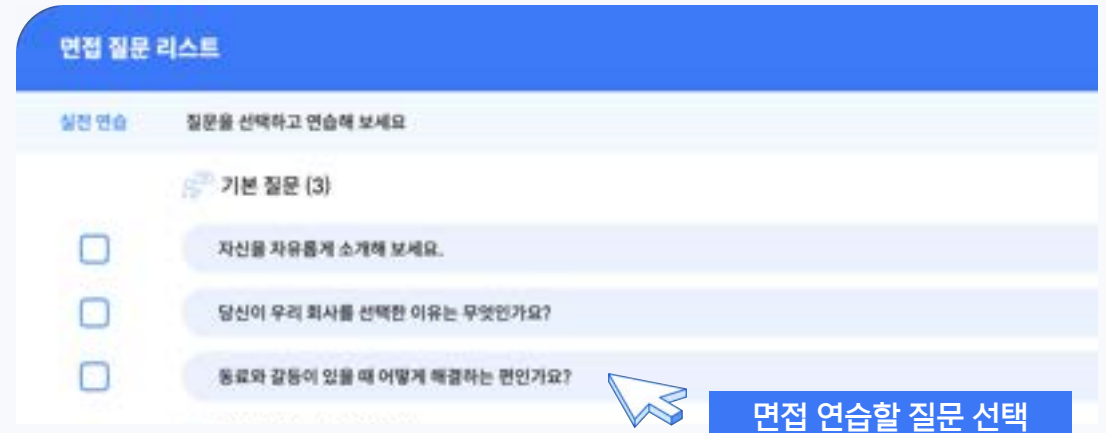 면접 질문 리스트
실전 연습 질문을 선택하고 연습해 보세요
기본 질문 (3)
자신을 자유롭게 소개해 보세요.
당신이 우리 회사를 선택한 이유는 무엇인가요?
동료와 갈등이 있을 때 어떻게 해결하는 편인가요?
면접 연습할 질문 선택